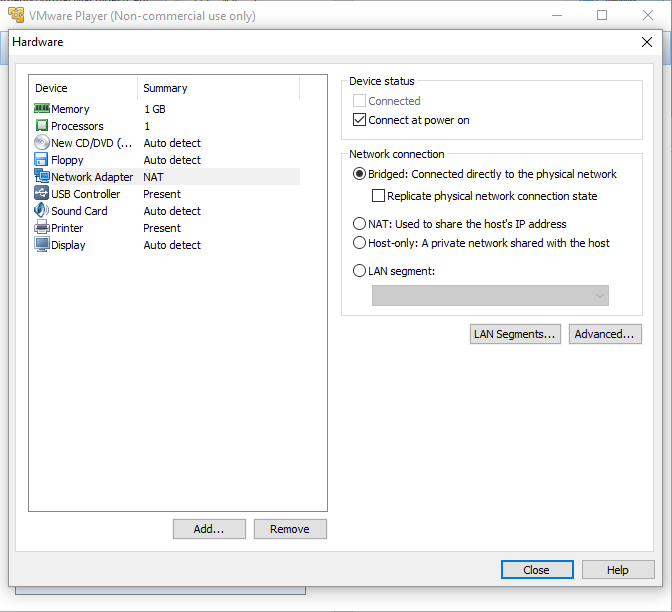 VMware Player (Non-commercial use only)
Hardware
Device Summary
Memory 1 GB
Processors 1
New CD/DVD (... Auto detect
Floppy Auto detect
Network Adapter NAT
USB Controller Present
Sound Card Auto detect
Printer Present
Display Auto detect
Add... Remove
Device status
Connected
Connect at power on
Network connection
Bridged: Connected directly to the physical network
Replicate physical network connection state
NAT: Used to share the host's IP address
Host-only: A private network shared with the host
LAN segment:
LAN Segments... Advanced...
Close Help